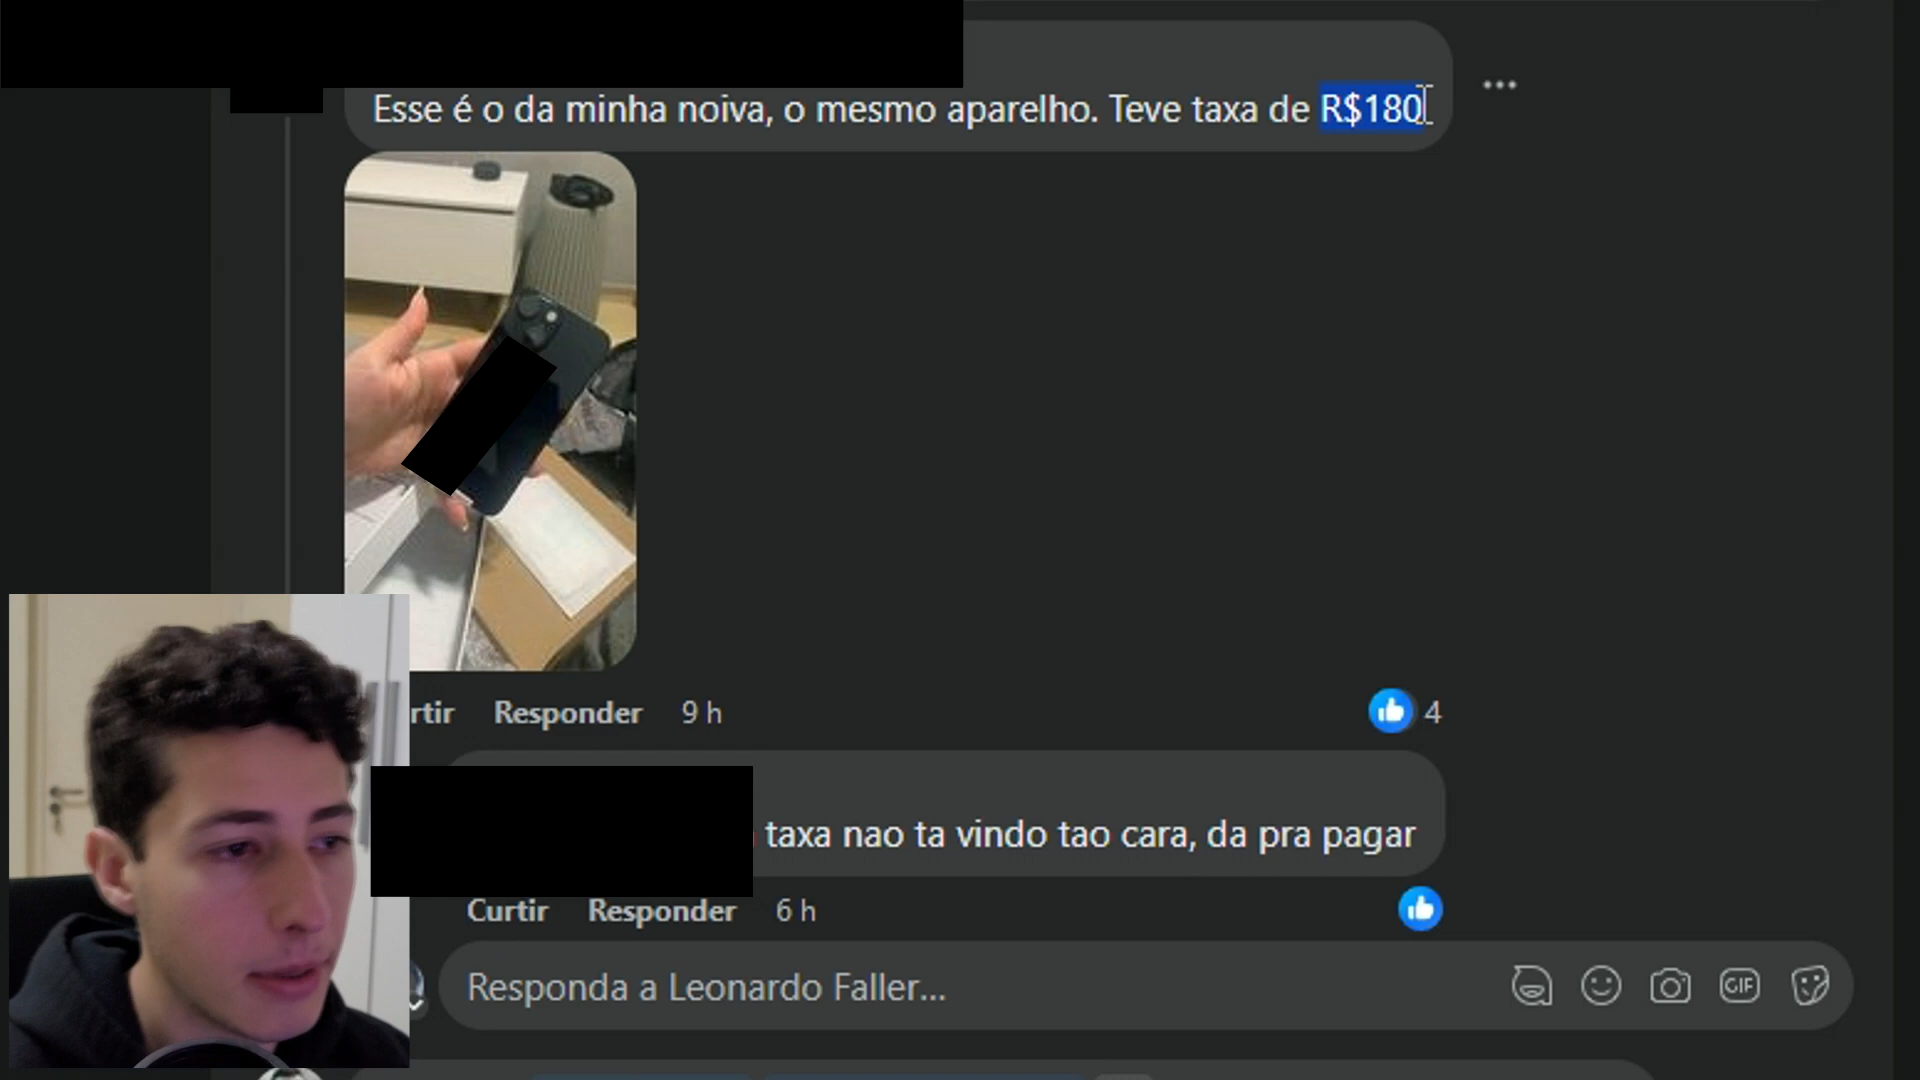 Esse é o da minha noiva, o mesmo aparelho. Teve taxa de R$180
rtir Responder 9 h 4
taxa nao ta vindo tao cara, da pra pagar
Curtir Responder 6 h
Responda a Leonardo Faller...
GIF